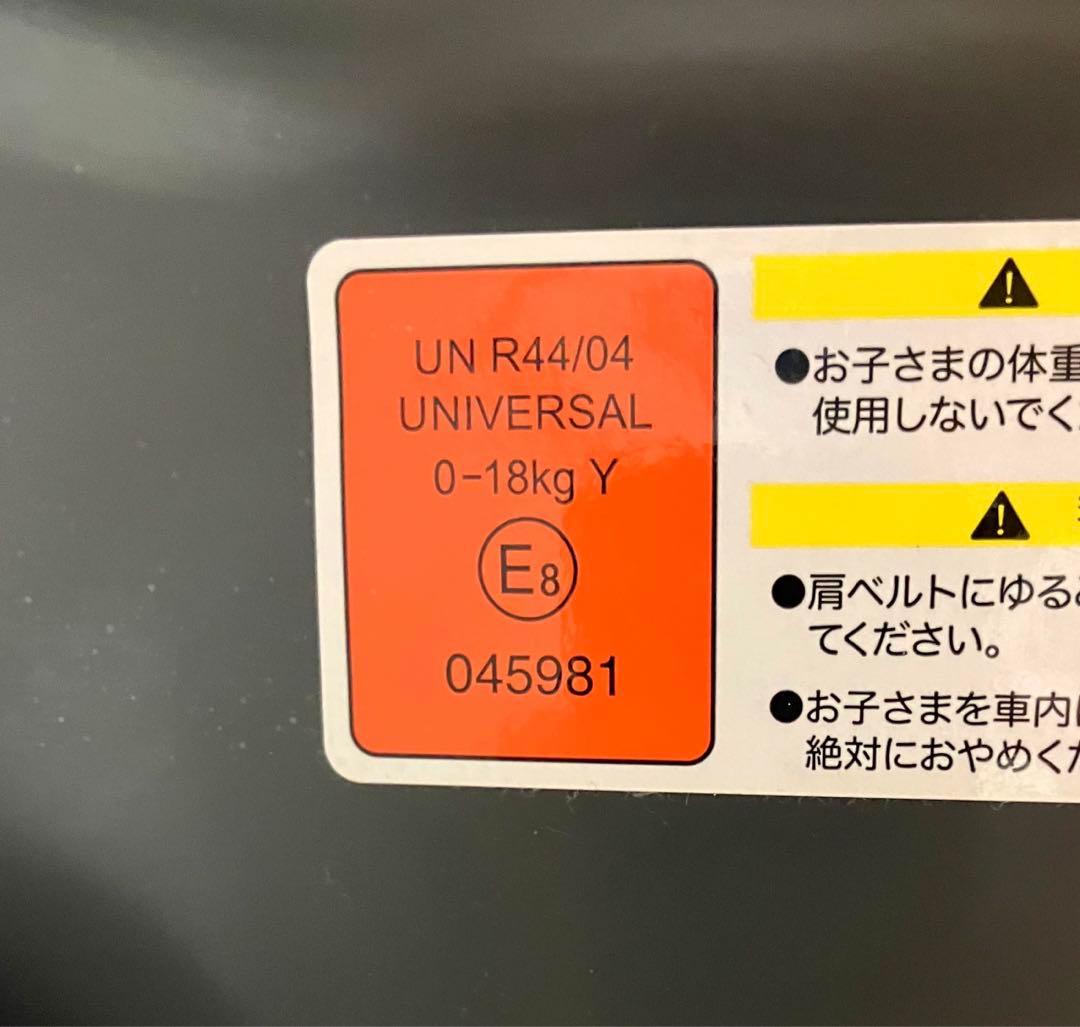 UN R44/04
UNIVERSAL
0-18kg Y
E8
045981
●お子さまの体重
使用しないでく
●肩ベルトにゆる
てください。
●お子さまを車内
絶対におやめくだ